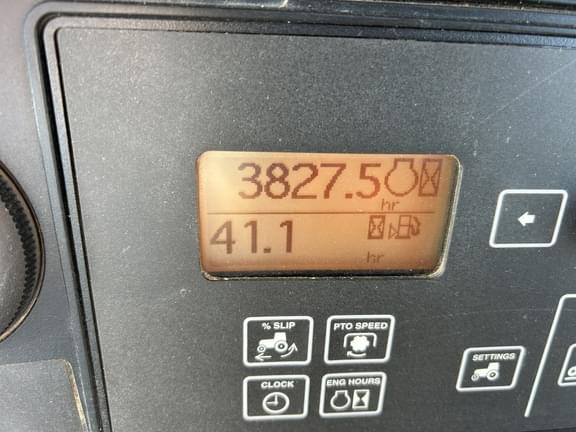 3827.5
hr
41.1
hr
% SLIP
PTO SPEED
CLOCK
ENG HOURS
SETTINGS